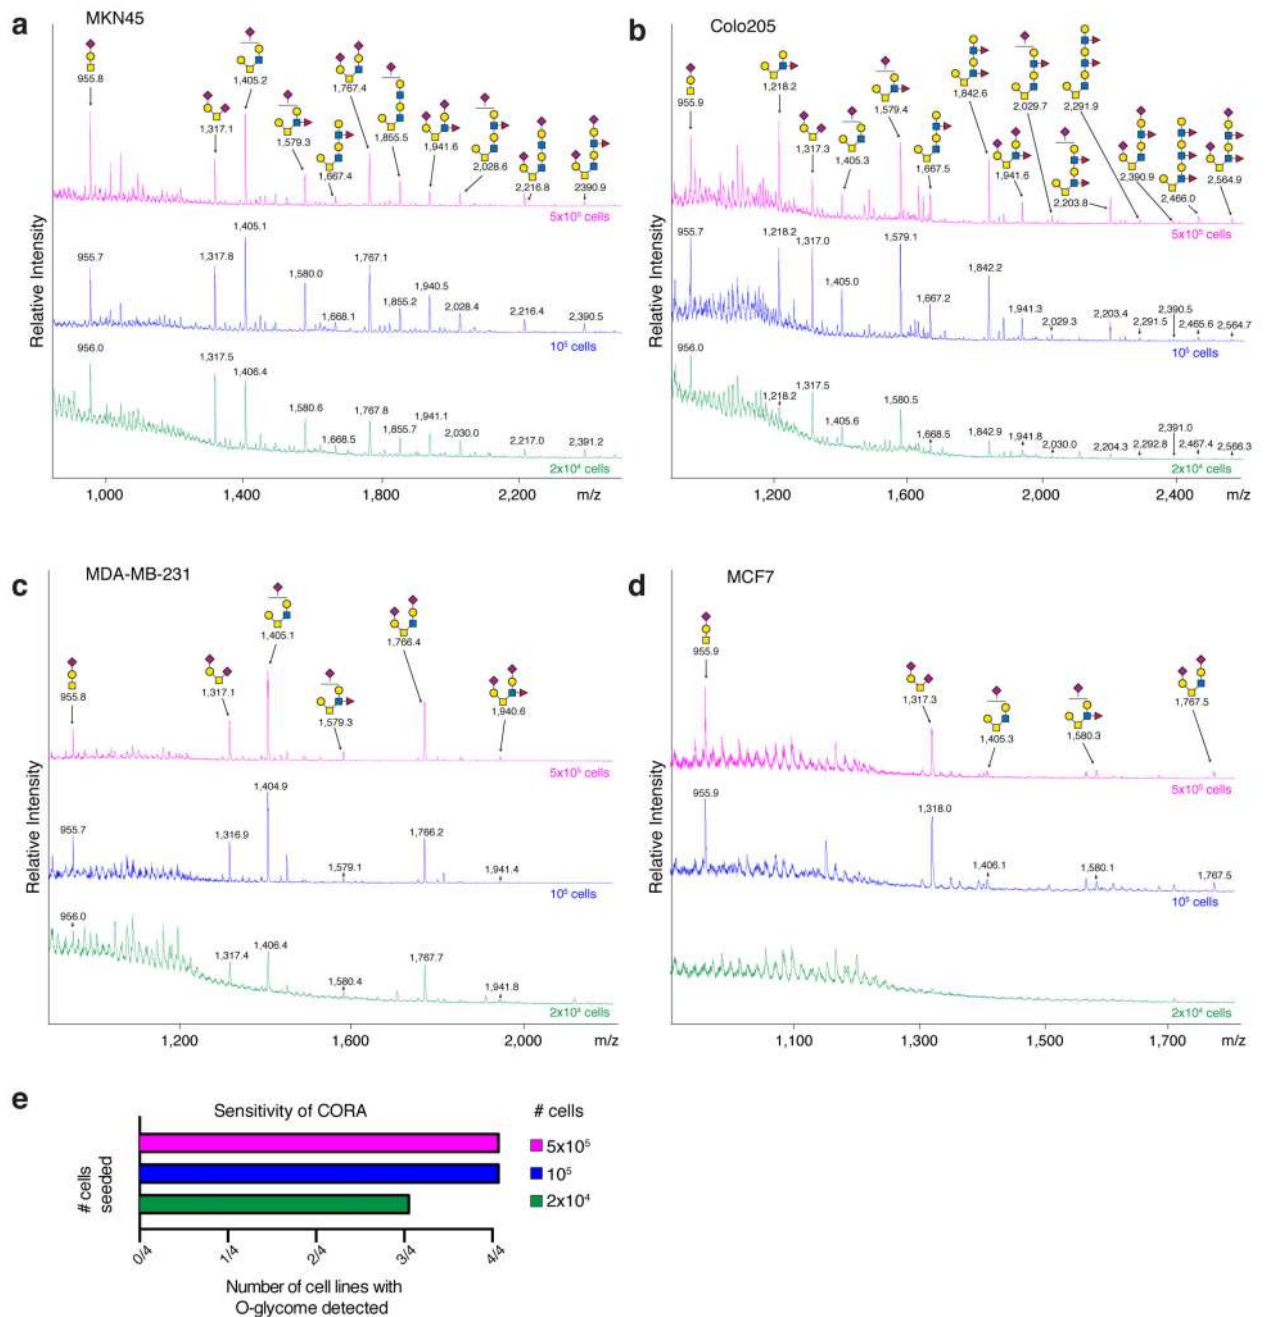 a
MKN45
Relative Intensity
955.8
1,317.1
1,405.2
1,579.3
1,667.4
1,767.4
1,855.5
1,941.6
2,028.6
2,216.8
2390.9
5x10⁵ cells
955.7
1,317.8
1,405.1
1,580.0
1,668.1
1,767.1
1,855.2
1,940.5
2,028.4
2,216.4
2,390.5
10⁵ cells
956.0
1,317.5
1,406.4
1,580.6
1,668.5
1,767.8
1,855.7
1,941.1
2,030.0
2,217.0
2,391.2
2x10⁴ cells
1,000 1,400 1,800 2,200 m/z
b
Colo205
Relative Intensity
955.9
1,218.2
1,317.3
1,405.3
1,579.4
1,667.5
1,842.6
1,941.6
2,029.7
2,203.8
2,291.9
2,390.9
2,466.0
2,564.9
5x10⁵ cells
955.7
1,218.2
1,317.0
1,405.0
1,579.1
1,667.2
1,842.2
1,941.3
2,029.3
2,203.4
2,291.5
2,390.5
2,465.6
2,564.7
10⁵ cells
956.0
1,218.2
1,317.5
1,405.6
1,580.5
1,668.5
1,842.9
1,941.8
2,030.0
2,204.3
2,292.8
2,391.0
2,467.4
2,566.3
2x10⁴ cells
1,200 1,600 2,000 2,400 m/z
c
MDA-MB-231
Relative Intensity
955.8
1,317.1
1,405.1
1,579.3
1,766.4
1,940.6
5x10⁵ cells
955.7
1,316.9
1,404.9
1,579.1
1,766.2
1,941.4
10⁵ cells
956.0
1,317.4
1,406.4
1,580.4
1,767.7
1,941.8
2x10⁴ cells
1,200 1,600 2,000 m/z
d
MCF7
Relative Intensity
955.9
1,317.3
1,405.3
1,580.3
1,767.5
5x10⁵ cells
955.9
1,318.0
1,406.1
1,580.1
1,767.5
10⁵ cells
2x10⁴ cells
1,100 1,300 1,500 1,700 m/z
e
Sensitivity of CORA
# cells
seeded
0/4 1/4 2/4 3/4 4/4
Number of cell lines with
O-glycome detected
# cells
5x10⁵
10⁵
2x10⁴